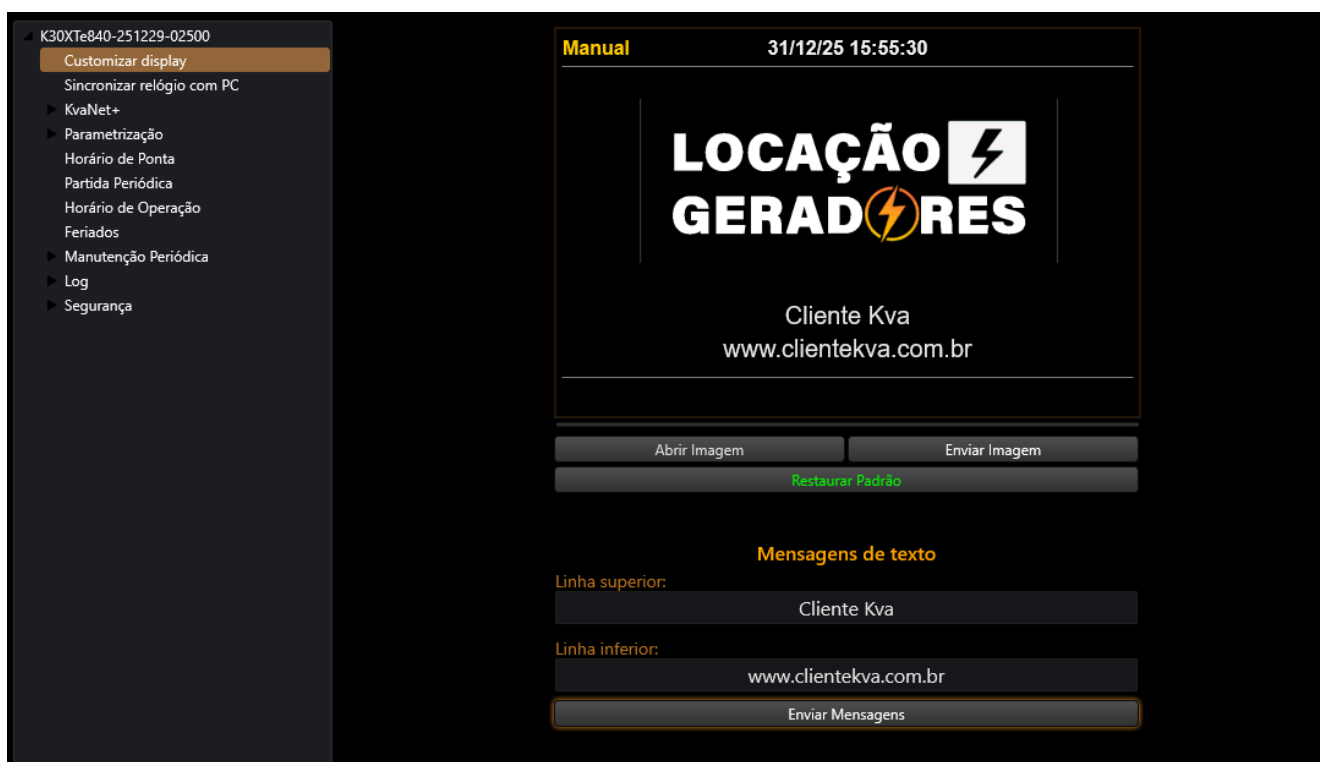 K30XTe840-251229-02500
Customizar display
Sincronizar relógio com PC
KvaNet+
Parametrização
Horário de Ponta
Partida Periódica
Horário de Operação
Feriados
Manutenção Periódica
Log
Segurança
Manual 31/12/25 15:55:30
LOCAÇÃO
GERADORES
Cliente Kva
www.clientekva.com.br
Abrir Imagem Enviar Imagem
Restaurar Padrão
Mensagens de texto
Linha superior:
Cliente Kva
Linha inferior:
www.clientekva.com.br
Enviar Mensagens